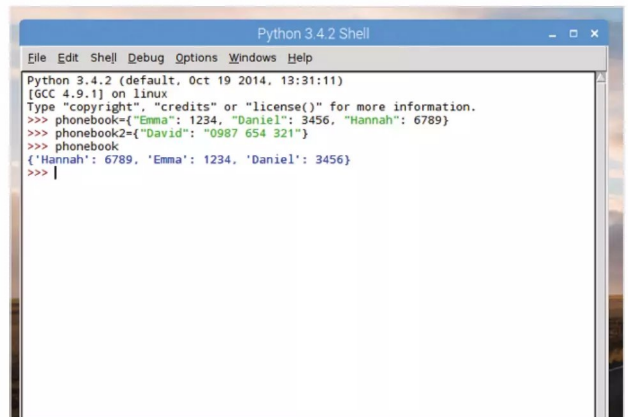 Python 3.4.2 Shell
File Edit Shell Debug Options Windows Help
Python 3.4.2 (default, Oct 19 2014, 13:31:11)
[GCC 4.9.1] on linux
Type "copyright", "credits" or "license()" for more information.
>>> phonebook={"Emma": 1234, "Daniel": 3456, "Hannah": 6789}
>>> phonebook2={"David": "0987 654 321"}
>>> phonebook
{'Hannah': 6789, 'Emma': 1234, 'Daniel': 3456}
>>>